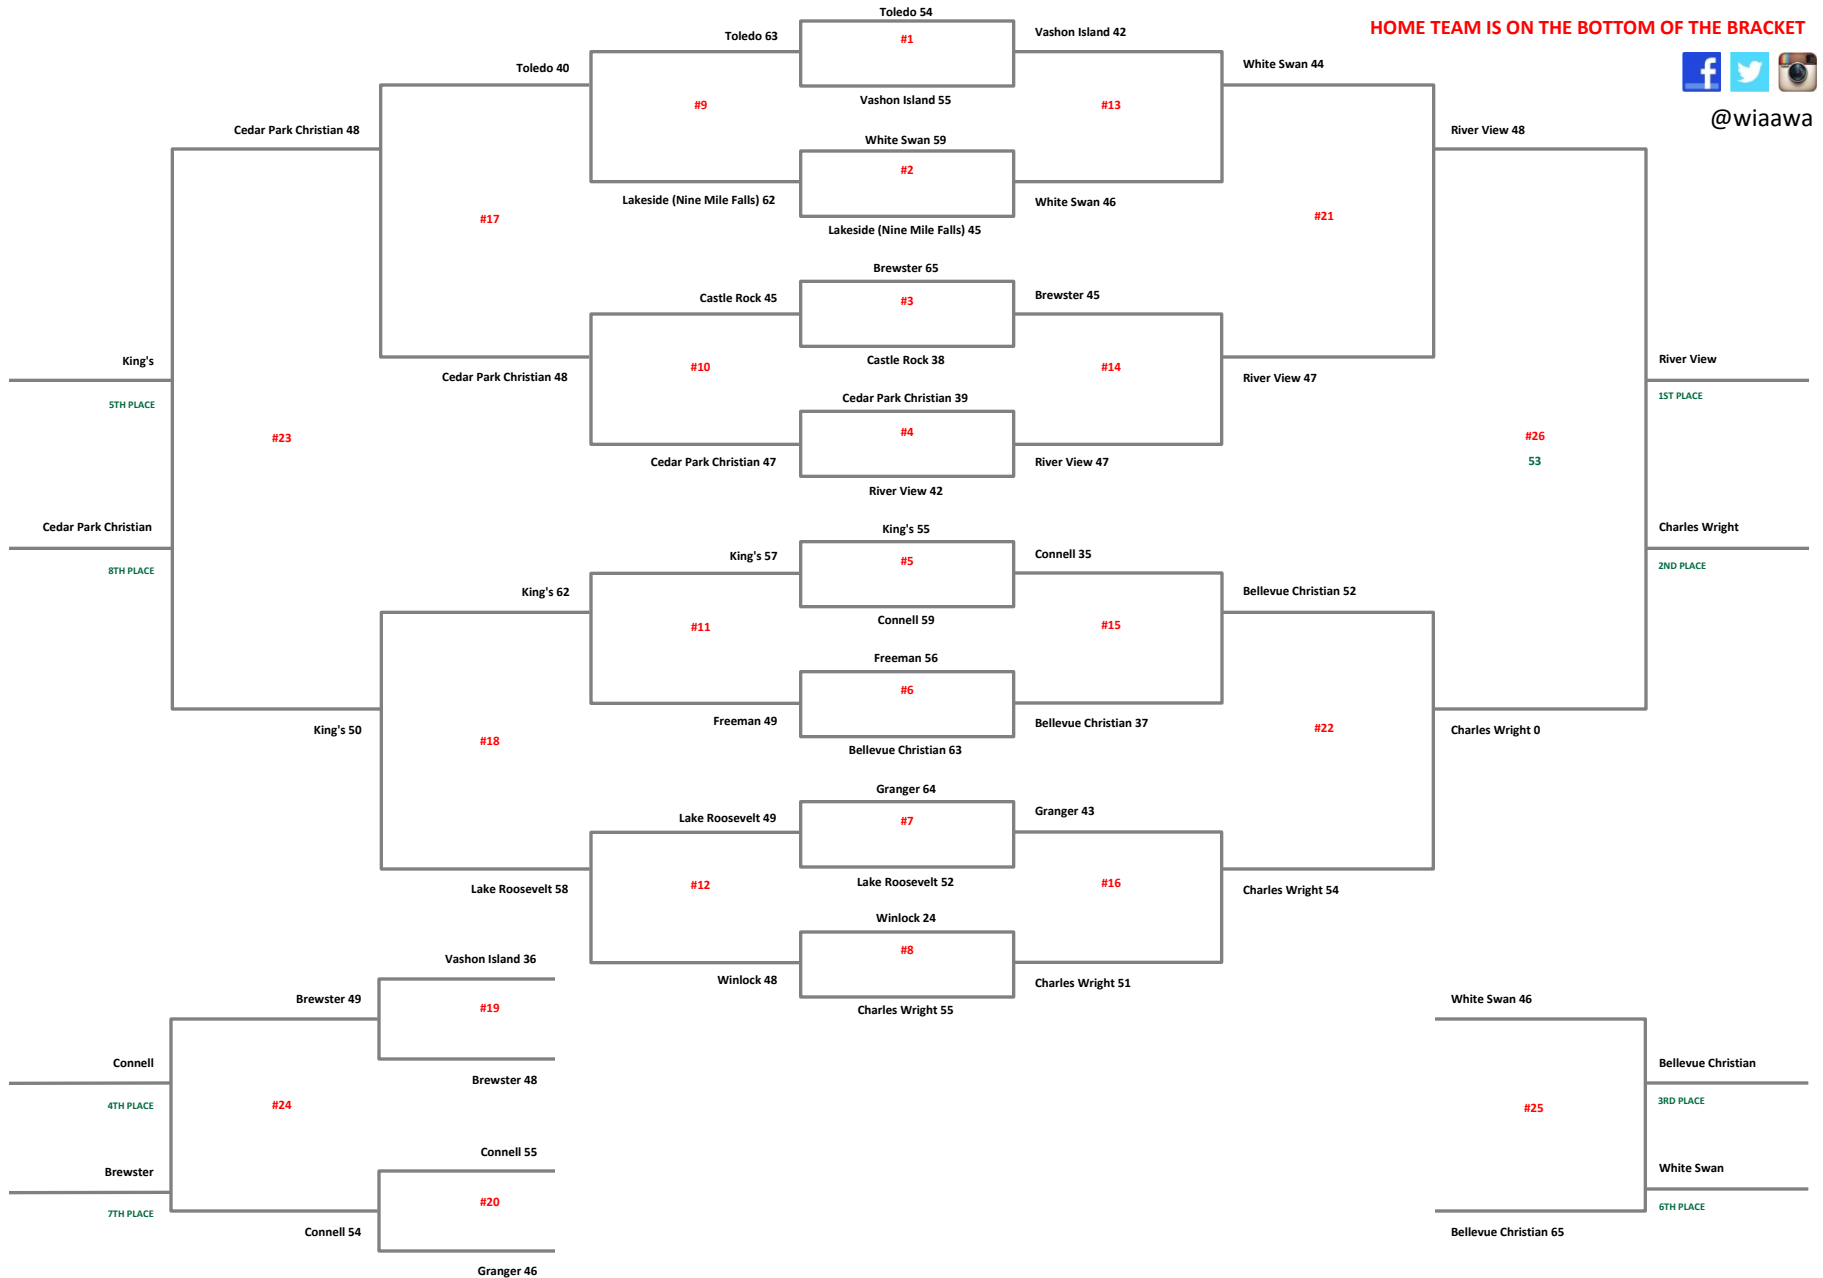 HOME TEAM IS ON THE BOTTOM OF THE BRACKET
@wiaawa
Toledo 54
#1
Vashon Island 55
White Swan 59
#2
Lakeside (Nine Mile Falls) 45
Brewster 65
#3
Castle Rock 38
Cedar Park Christian 39
#4
River View 42
King's 55
#5
Connell 59
Freeman 56
#6
Bellevue Christian 63
Granger 64
#7
Lake Roosevelt 52
Winlock 24
#8
Charles Wright 55
Toledo 63
#9
Lakeside (Nine Mile Falls) 62
Castle Rock 45
#10
Cedar Park Christian 47
King's 57
#11
Freeman 49
Lake Roosevelt 49
#12
Winlock 48
Vashon Island 42
#13
White Swan 46
Brewster 45
#14
River View 47
Connell 35
#15
Bellevue Christian 37
Granger 43
#16
Charles Wright 51
Toledo 40
#17
Cedar Park Christian 48
King's 62
#18
Lake Roosevelt 58
Vashon Island 36
#19
Brewster 48
Connell 55
#20
Granger 46
White Swan 44
#21
River View 47
Bellevue Christian 52
#22
Charles Wright 54
Cedar Park Christian 48
#23
King's 50
King's
5TH PLACE
Cedar Park Christian
8TH PLACE
Brewster 49
#24
Connell 54
Connell
4TH PLACE
Brewster
7TH PLACE
White Swan 46
#25
Bellevue Christian 65
Bellevue Christian
3RD PLACE
White Swan
6TH PLACE
River View 48
#26
53
Charles Wright 0
River View
1ST PLACE
Charles Wright
2ND PLACE